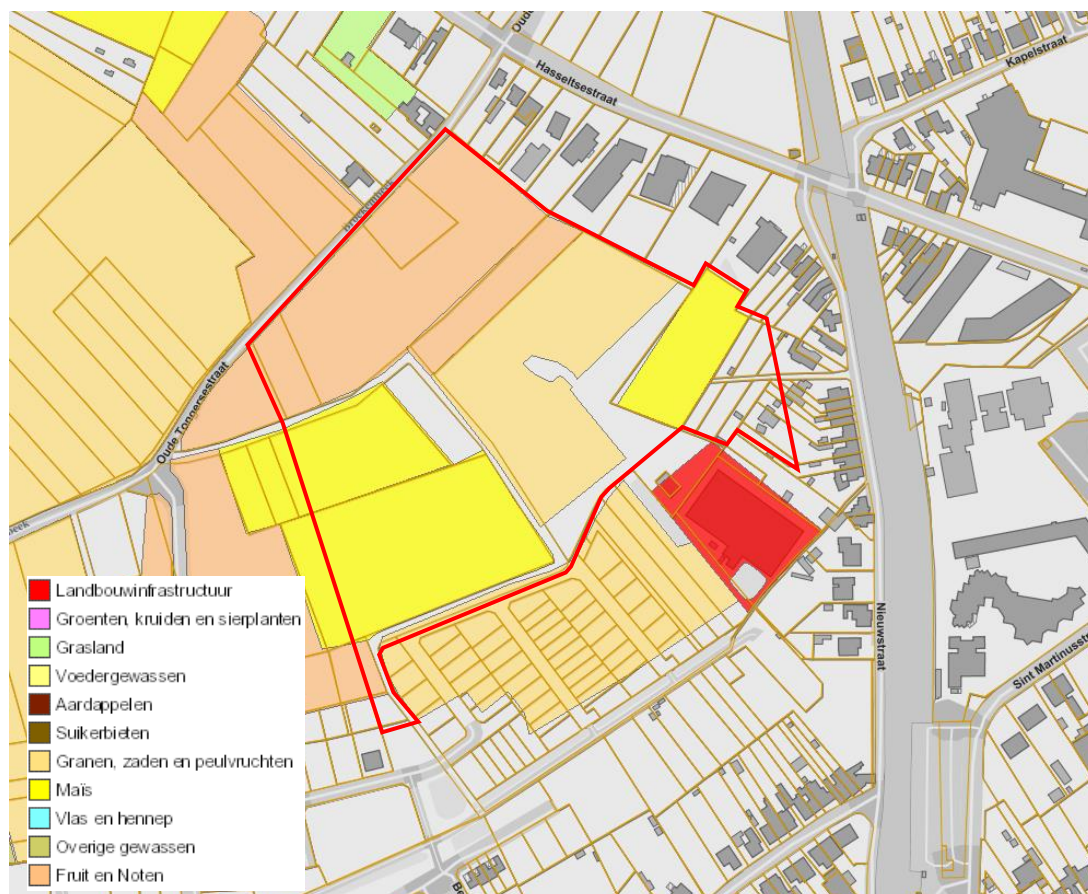 Oude
Hasseltsestraat
Kapelstraat
Oude Tongersestraat
Nieuwstraat
Sint Martinusstr
Landbouwinfrastructuur
Groenten, kruiden en sierplanten
Grasland
Voedergewassen
Aardappelen
Suikerbieten
Granen, zaden en peulvruchten
Maïs
Vlas en hennep
Overige gewassen
Fruit en Noten